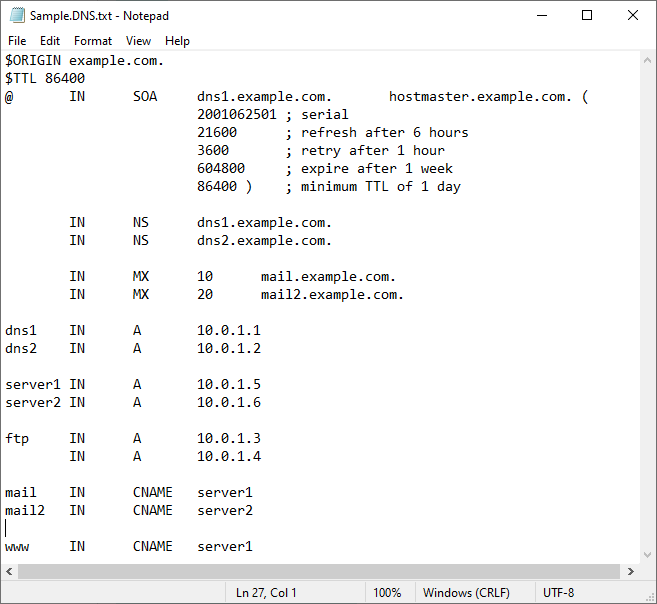 Sample.DNS.txt - Notepad
File Edit Format View Help
$ORIGIN example.com.
$TTL 86400
@       IN      SOA     dns1.example.com.       hostmaster.example.com. (
                        2001062501 ; serial
                        21600      ; refresh after 6 hours
                        3600       ; retry after 1 hour
                        604800     ; expire after 1 week
                        86400 )    ; minimum TTL of 1 day

        IN      NS      dns1.example.com.
        IN      NS      dns2.example.com.

        IN      MX      10      mail.example.com.
        IN      MX      20      mail2.example.com.

dns1    IN      A       10.0.1.1
dns2    IN      A       10.0.1.2

server1 IN      A       10.0.1.5
server2 IN      A       10.0.1.6

ftp     IN      A       10.0.1.3
        IN      A       10.0.1.4

mail    IN      CNAME   server1
mail2   IN      CNAME   server2

www     IN      CNAME   server1
Ln 27, Col 1 100% Windows (CRLF) UTF-8